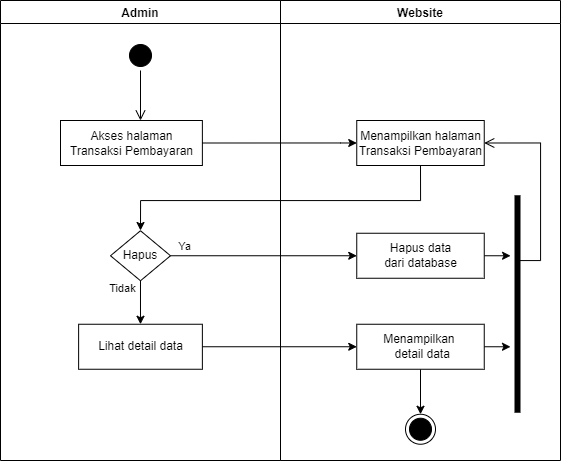 Admin
Website
Akses halaman
Transaksi Pembayaran
Menampilkan halaman
Transaksi Pembayaran
Hapus
Ya
Hapus data
dari database
Tidak
Lihat detail data
Menampilkan
detail data